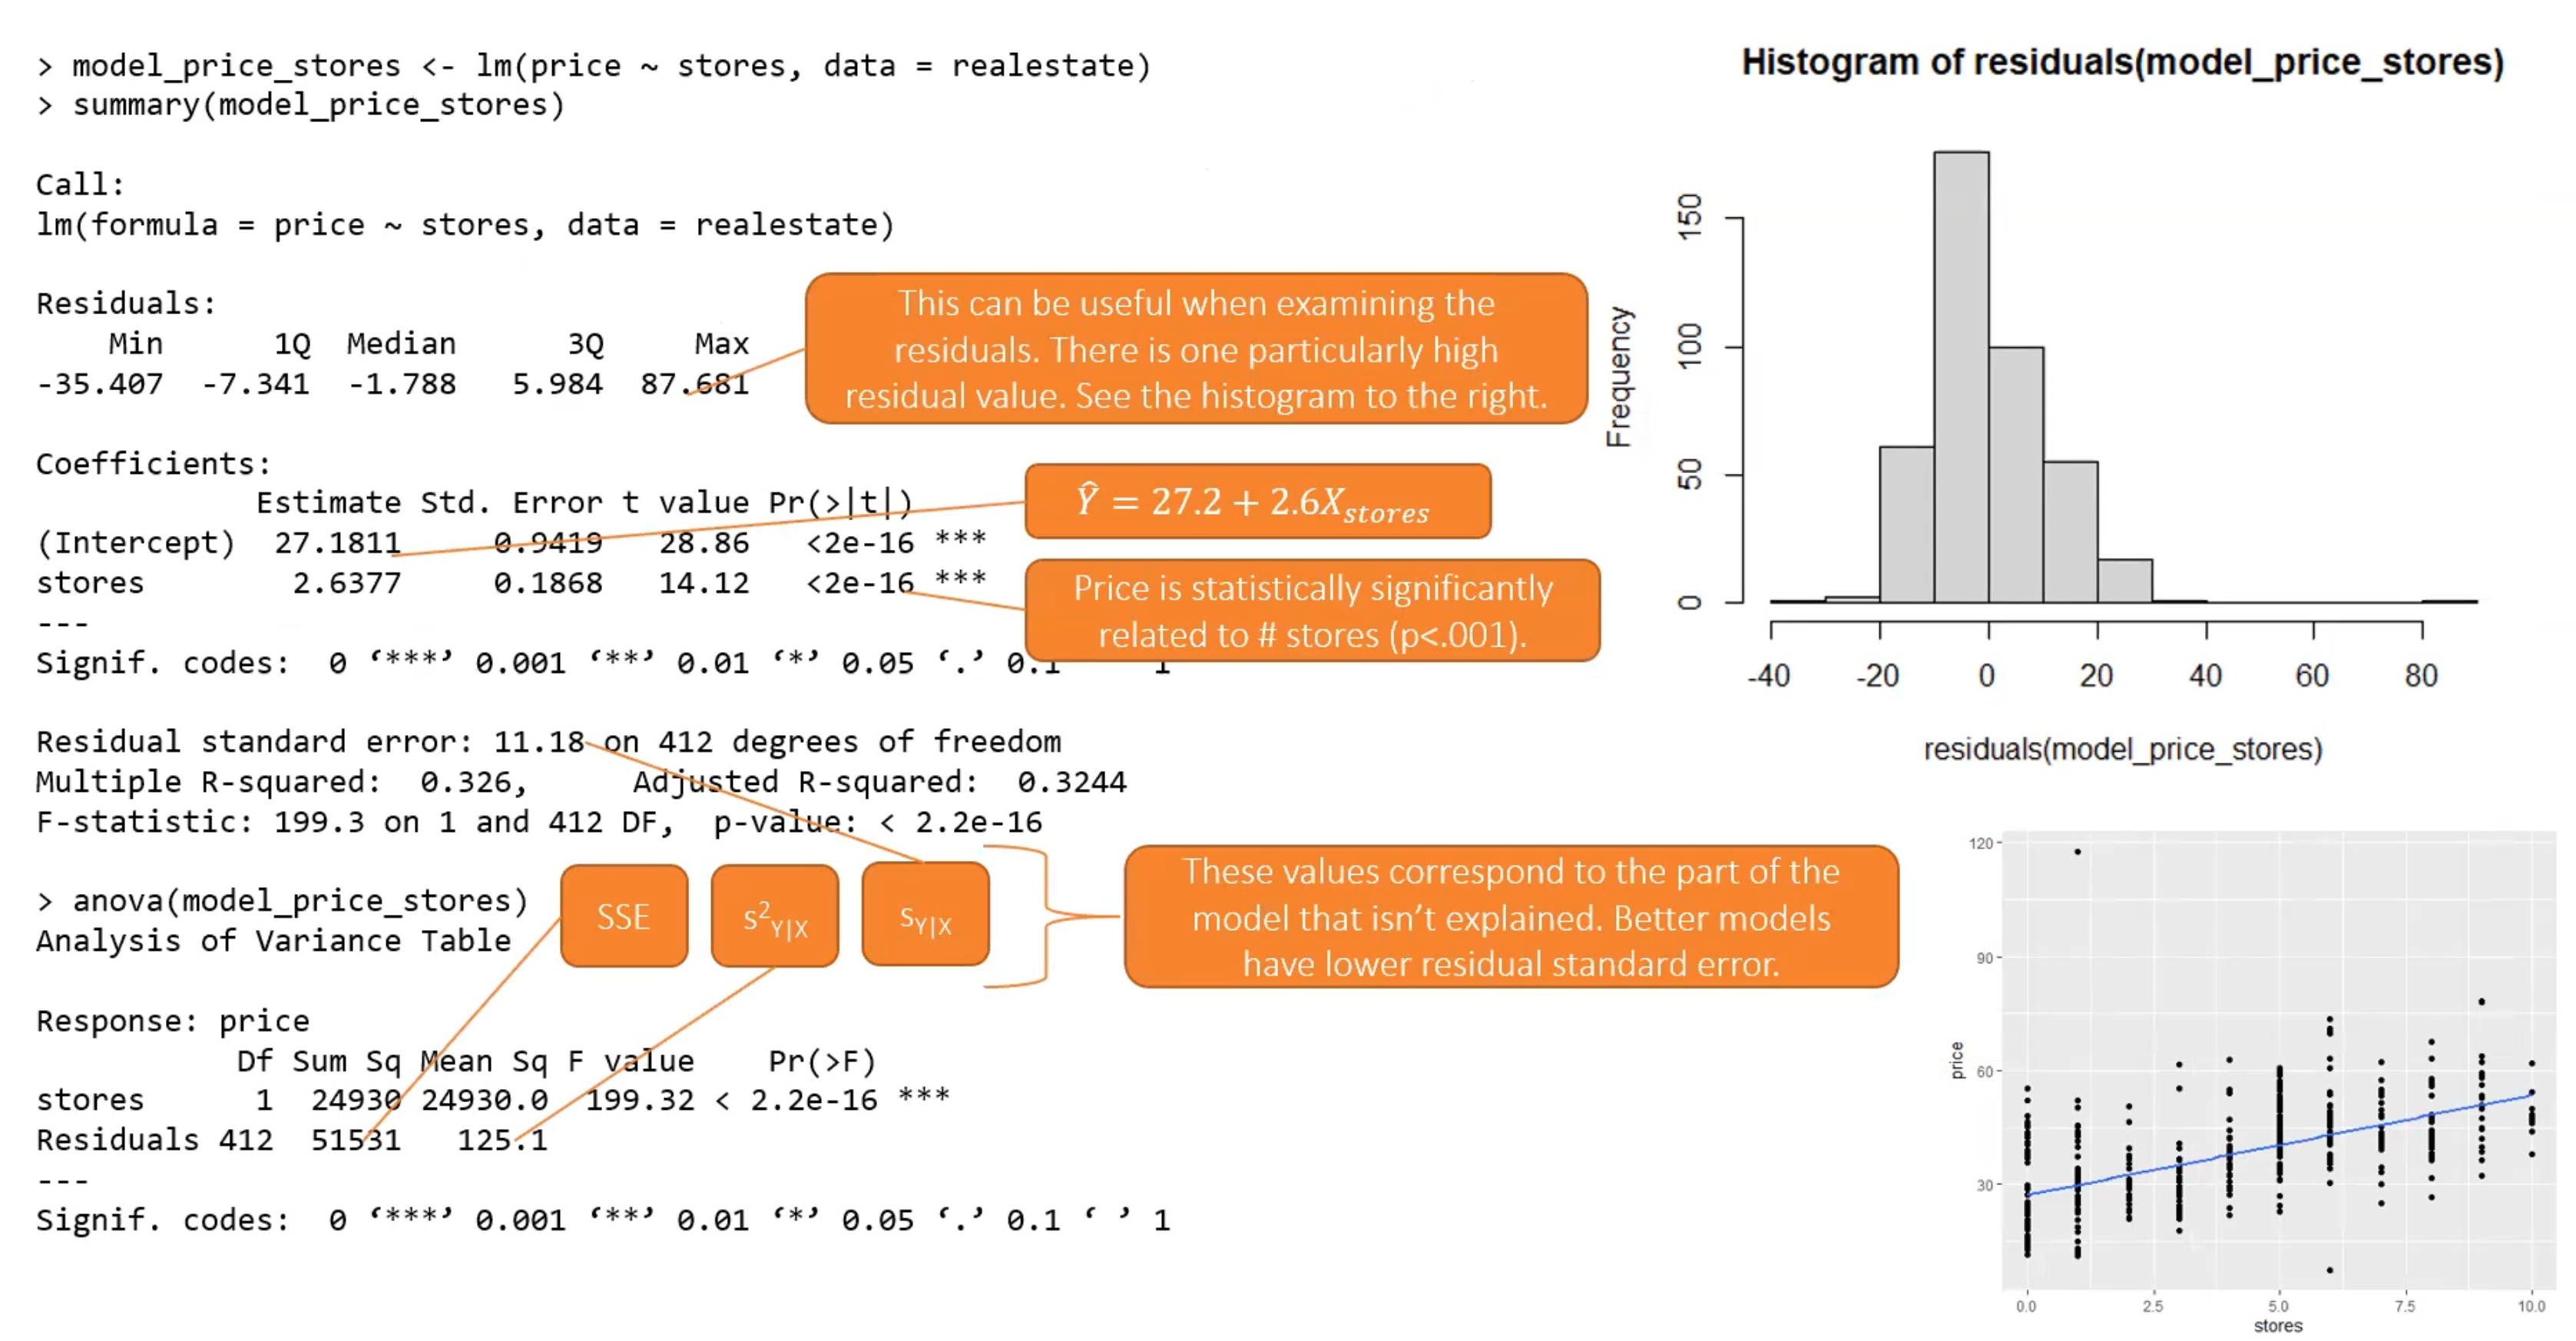 > model_price_stores <- lm(price ~ stores, data = realestate)
> summary(model_price_stores)
Call:
lm(formula = price ~ stores, data = realestate)
Residuals:
Min 1Q Median 3Q Max
-35.407 -7.341 -1.788 5.984 87.681
This can be useful when examining the
residuals. There is one particularly high
residual value. See the histogram to the right.
Coefficients:
Estimate Std. Error t value Pr(>|t|)
(Intercept) 27.1811 0.9419 28.86 <2e-16 ***
stores 2.6377 0.1868 14.12 <2e-16 ***
---
Signif. codes: 0 ‘***’ 0.001 ‘**’ 0.01 ‘*’ 0.05 ‘.’ 0.1 1
Ŷ = 27.2 + 2.6X_stores
Price is statistically significantly
related to # stores (p<.001).
Residual standard error: 11.18 on 412 degrees of freedom
Multiple R-squared: 0.326, Adjusted R-squared: 0.3244
F-statistic: 199.3 on 1 and 412 DF, p-value: < 2.2e-16
> anova(model_price_stores)
Analysis of Variance Table
SSE
s²Y|X
sY|X
These values correspond to the part of the
model that isn’t explained. Better models
have lower residual standard error.
Response: price
Df Sum Sq Mean Sq F value Pr(>F)
stores 1 24930 24930.0 199.32 < 2.2e-16 ***
Residuals 412 51531 125.1
---
Signif. codes: 0 ‘***’ 0.001 ‘**’ 0.01 ‘*’ 0.05 ‘.’ 0.1 ‘ ’ 1
Histogram of residuals(model_price_stores)
Frequency
150
100
50
0
-40 -20 0 20 40 60 80
residuals(model_price_stores)
price
120
90
60
30
0.0 2.5 5.0 7.5 10.0
stores